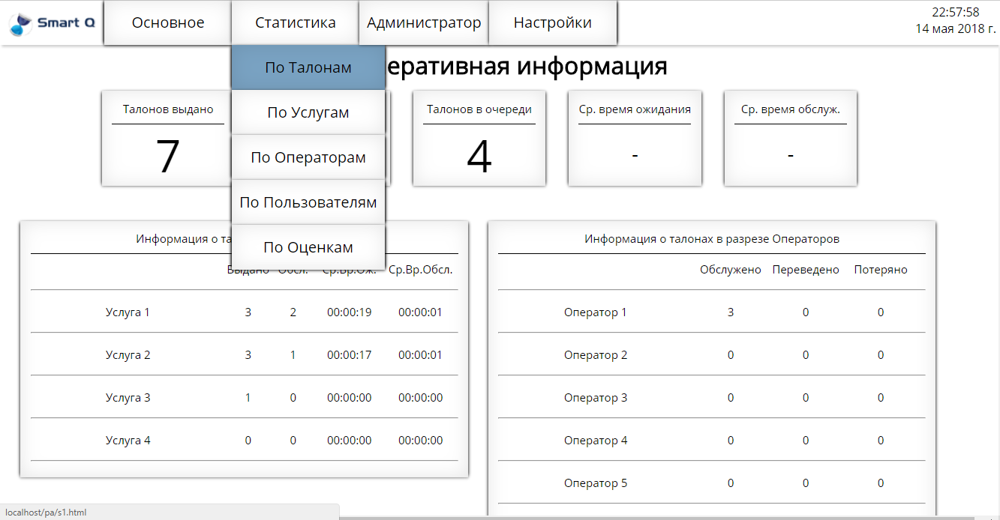 Smart Q
Основное
Статистика
Администратор
Настройки
22:57:58
14 мая 2018 г.
По Талонам
По Услугам
По Операторам
По Пользователям
По Оценкам
еративная информация
Талонов выдано
7
Талонов в очереди
4
Ср. время ожидания
-
Ср. время обслуж.
-
Информация о та
Выдано Обсл. Ср.Вр.Ож. Ср.Вр.Обсл.
Услуга 1 3 2 00:00:19 00:00:01
Услуга 2 3 1 00:00:17 00:00:01
Услуга 3 1 0 00:00:00 00:00:00
Услуга 4 0 0 00:00:00 00:00:00
Информация о талонах в разрезе Операторов
Обслужено Переведено Потеряно
Оператор 1 3 0 0
Оператор 2 0 0 0
Оператор 3 0 0 0
Оператор 4 0 0 0
Оператор 5 0 0 0
localhost/pa/s1.html